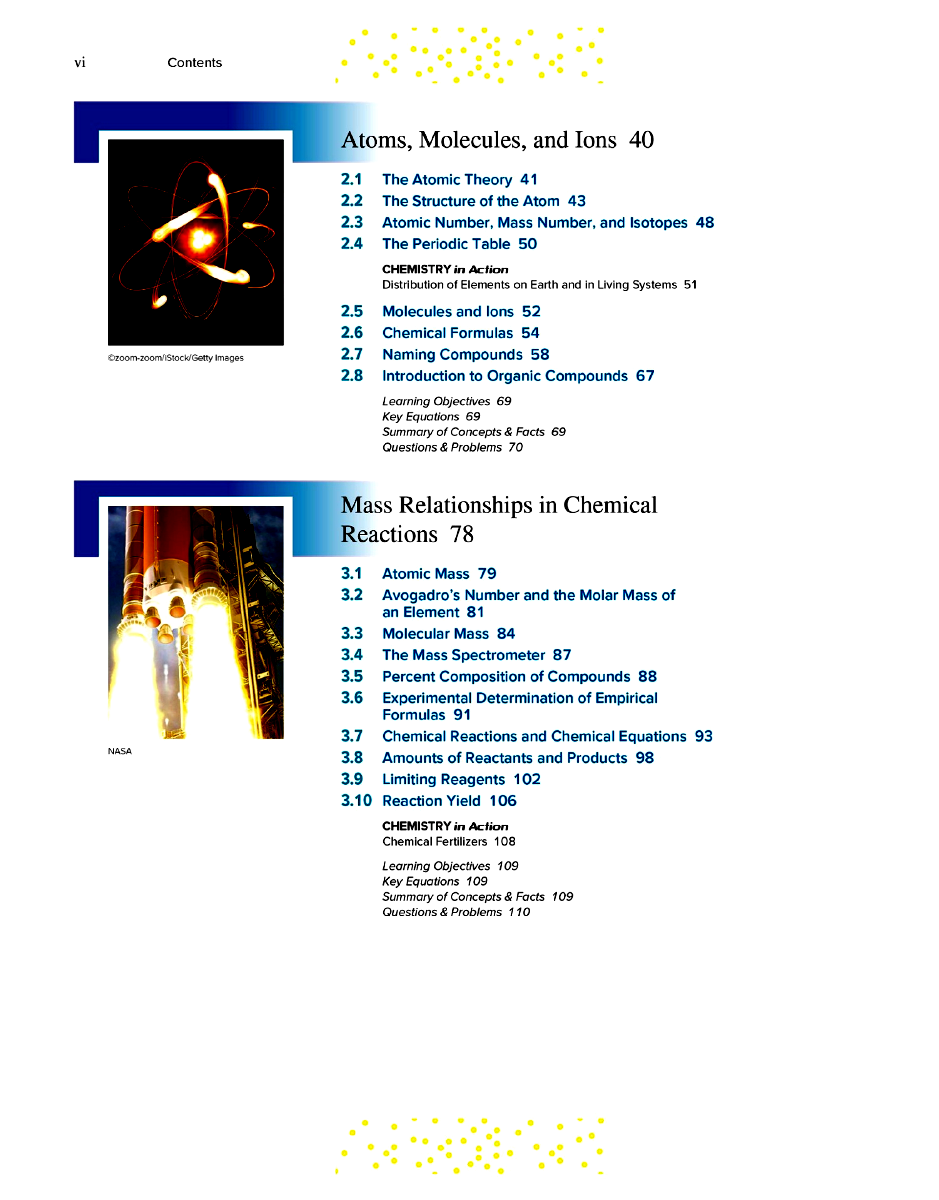 vi Contents
Atoms, Molecules, and Ions 40
2.1 The Atomic Theory 41
2.2 The Structure of the Atom 43
2.3 Atomic Number, Mass Number, and Isotopes 48
2.4 The Periodic Table 50
CHEMISTRY in Action
Distribution of Elements on Earth and in Living Systems 51
2.5 Molecules and Ions 52
2.6 Chemical Formulas 54
2.7 Naming Compounds 58
2.8 Introduction to Organic Compounds 67
©zoom-zoom/iStock/Getty Images
Learning Objectives 69
Key Equations 69
Summary of Concepts & Facts 69
Questions & Problems 70
Mass Relationships in Chemical
Reactions 78
3.1 Atomic Mass 79
3.2 Avogadro's Number and the Molar Mass of
an Element 81
3.3 Molecular Mass 84
3.4 The Mass Spectrometer 87
3.5 Percent Composition of Compounds 88
3.6 Experimental Determination of Empirical
Formulas 91
3.7 Chemical Reactions and Chemical Equations 93
3.8 Amounts of Reactants and Products 98
3.9 Limiting Reagents 102
3.10 Reaction Yield 106
NASA
CHEMISTRY in Action
Chemical Fertilizers 108
Learning Objectives 109
Key Equations 109
Summary of Concepts & Facts 109
Questions & Problems 110